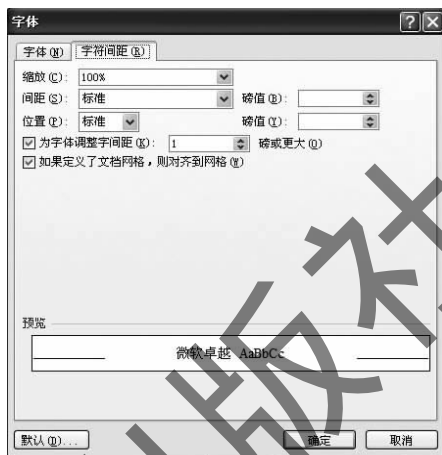 字体
字体(N) 字符间距(R)
缩放(C): 100%
间距(S): 标准 磅值(B):
位置(P): 标准 磅值(Y):
为字体调整字间距(K): 1 磅或更大(O)
如果定义了文档网格,则对齐到网格(W)
预览
微软卓越 AaBbCc
默认(D)... 确定 取消
版社